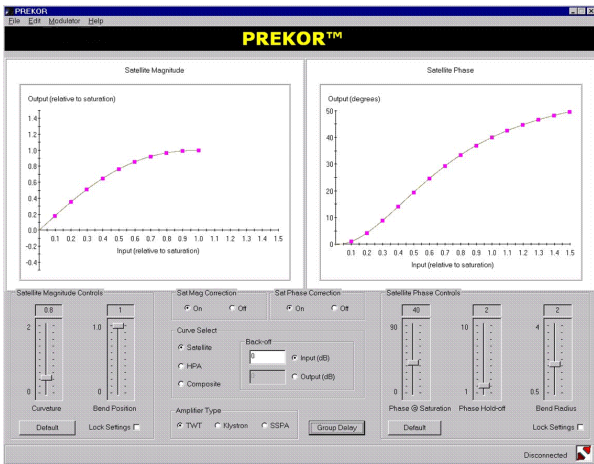 PREKOR
File Edit Modulator Help
PREKOR™
Satellite Magnitude
Output (relative to saturation)
1.4
1.2
1.0
0.8
0.6
0.4
0.2
0.0
-0.2
-0.4
0.1 0.2 0.3 0.4 0.5 0.6 0.7 0.8 0.9 1.0 1.1 1.2 1.3 1.4 1.5
Input (relative to saturation)
Satellite Phase
Output (degrees)
50
40
30
20
10
0
0.1 0.2 0.3 0.4 0.5 0.6 0.7 0.8 0.9 1.0 1.1 1.2 1.3 1.4 1.5
Input (relative to saturation)
Satellite Magnitude Controls
0.8 1
2 1.0
0 0
Curvature Bend Position
Default Lock Settings
Sat Mag Correction
On Off
Sat Phase Correction
On Off
Curve Select
Satellite
HPA
Composite
Back-off
0 Input (dB)
0 Output (dB)
Amplifier Type
TWT Klystron SSPA
Group Delay
Satellite Phase Controls
40 2 2
90 10 4
0 1 0.5
Phase @ Saturation Phase Hold-off Bend Radius
Default Lock Settings
Disconnected